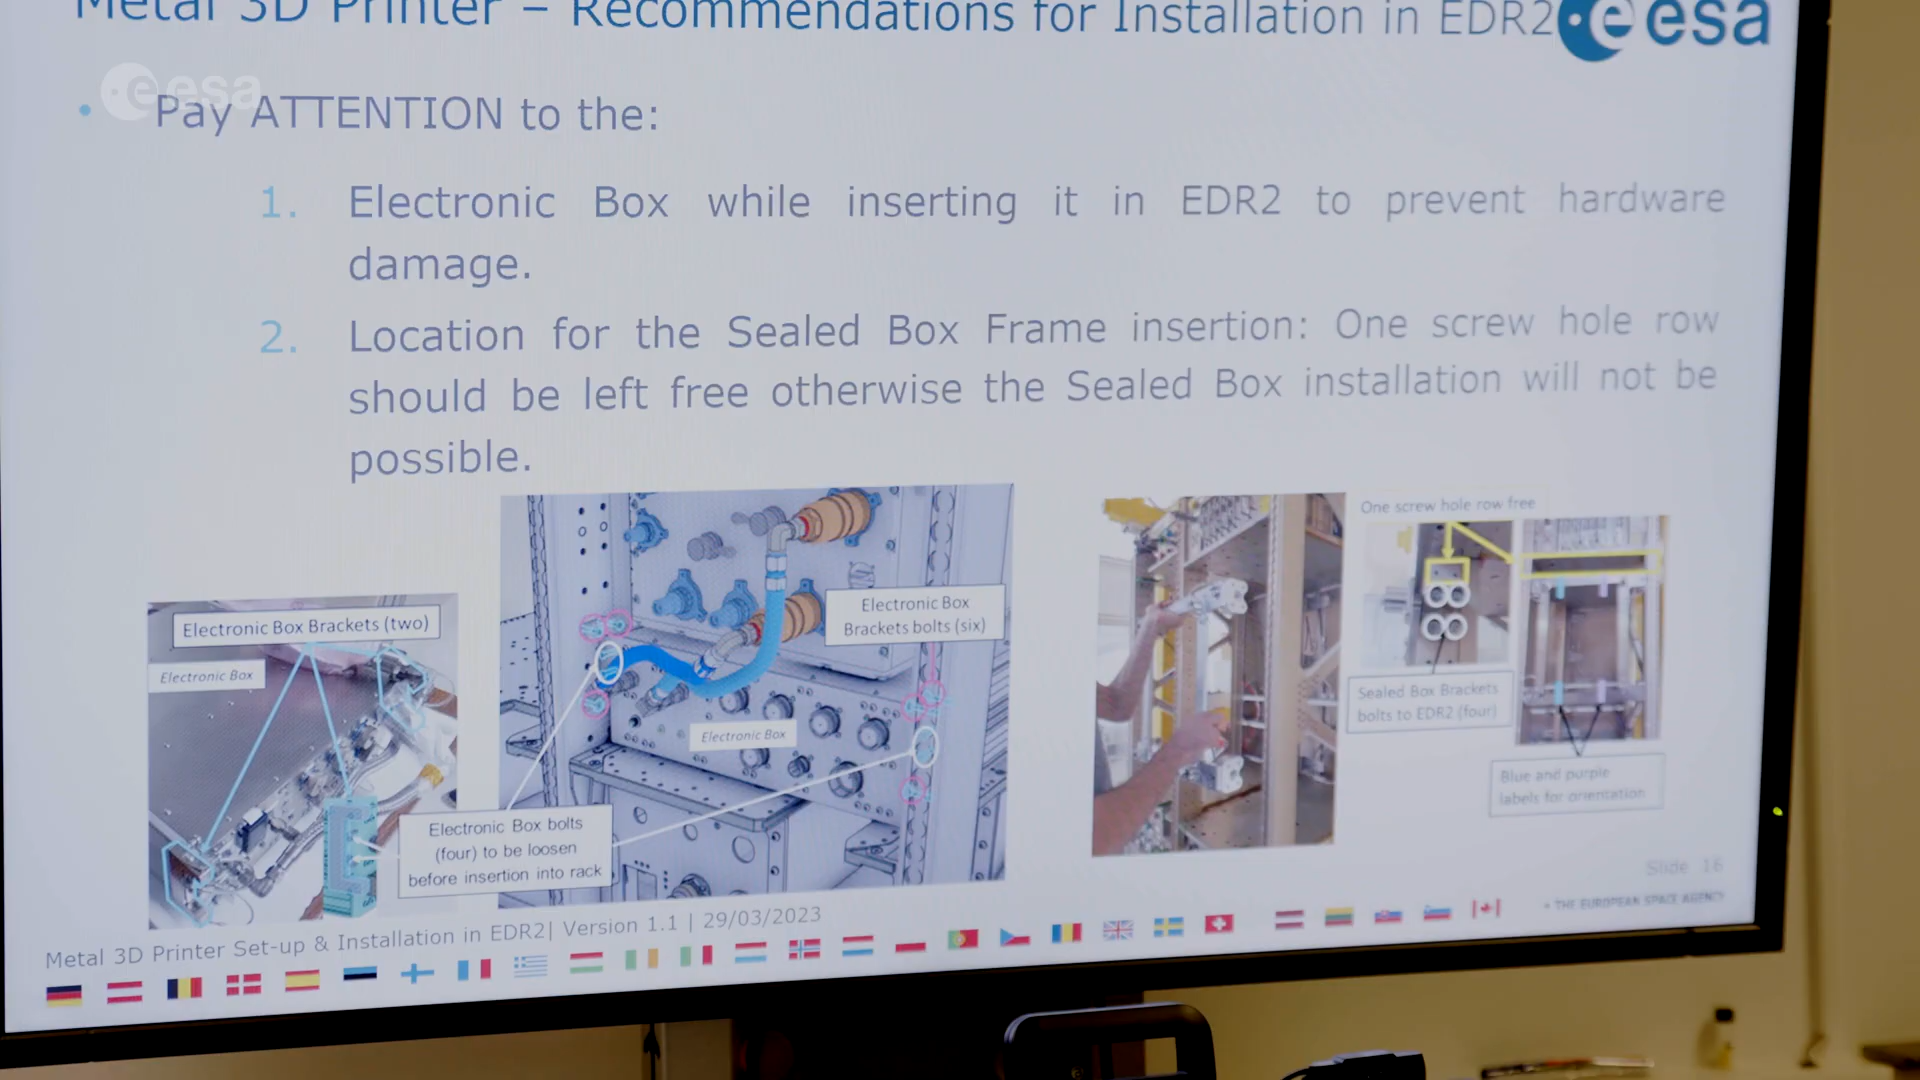 Metal 3D Printer – Recommendations for Installation in EDR2
esa
esa
• Pay ATTENTION to the:
1. Electronic Box while inserting it in EDR2 to prevent hardware
damage.
2. Location for the Sealed Box Frame insertion: One screw hole row
should be left free otherwise the Sealed Box installation will not be
possible.
Electronic Box Brackets (two)
Electronic Box
Electronic Box
Brackets bolts (six)
Electronic Box
Electronic Box bolts
(four) to be loosen
before insertion into rack
One screw hole row free
Sealed Box Brackets
bolts to EDR2 (four)
Blue and purple
labels for orientation
Slide 16
Metal 3D Printer Set-up & Installation in EDR2| Version 1.1 | 29/03/2023
• THE EUROPEAN SPACE AGENCY